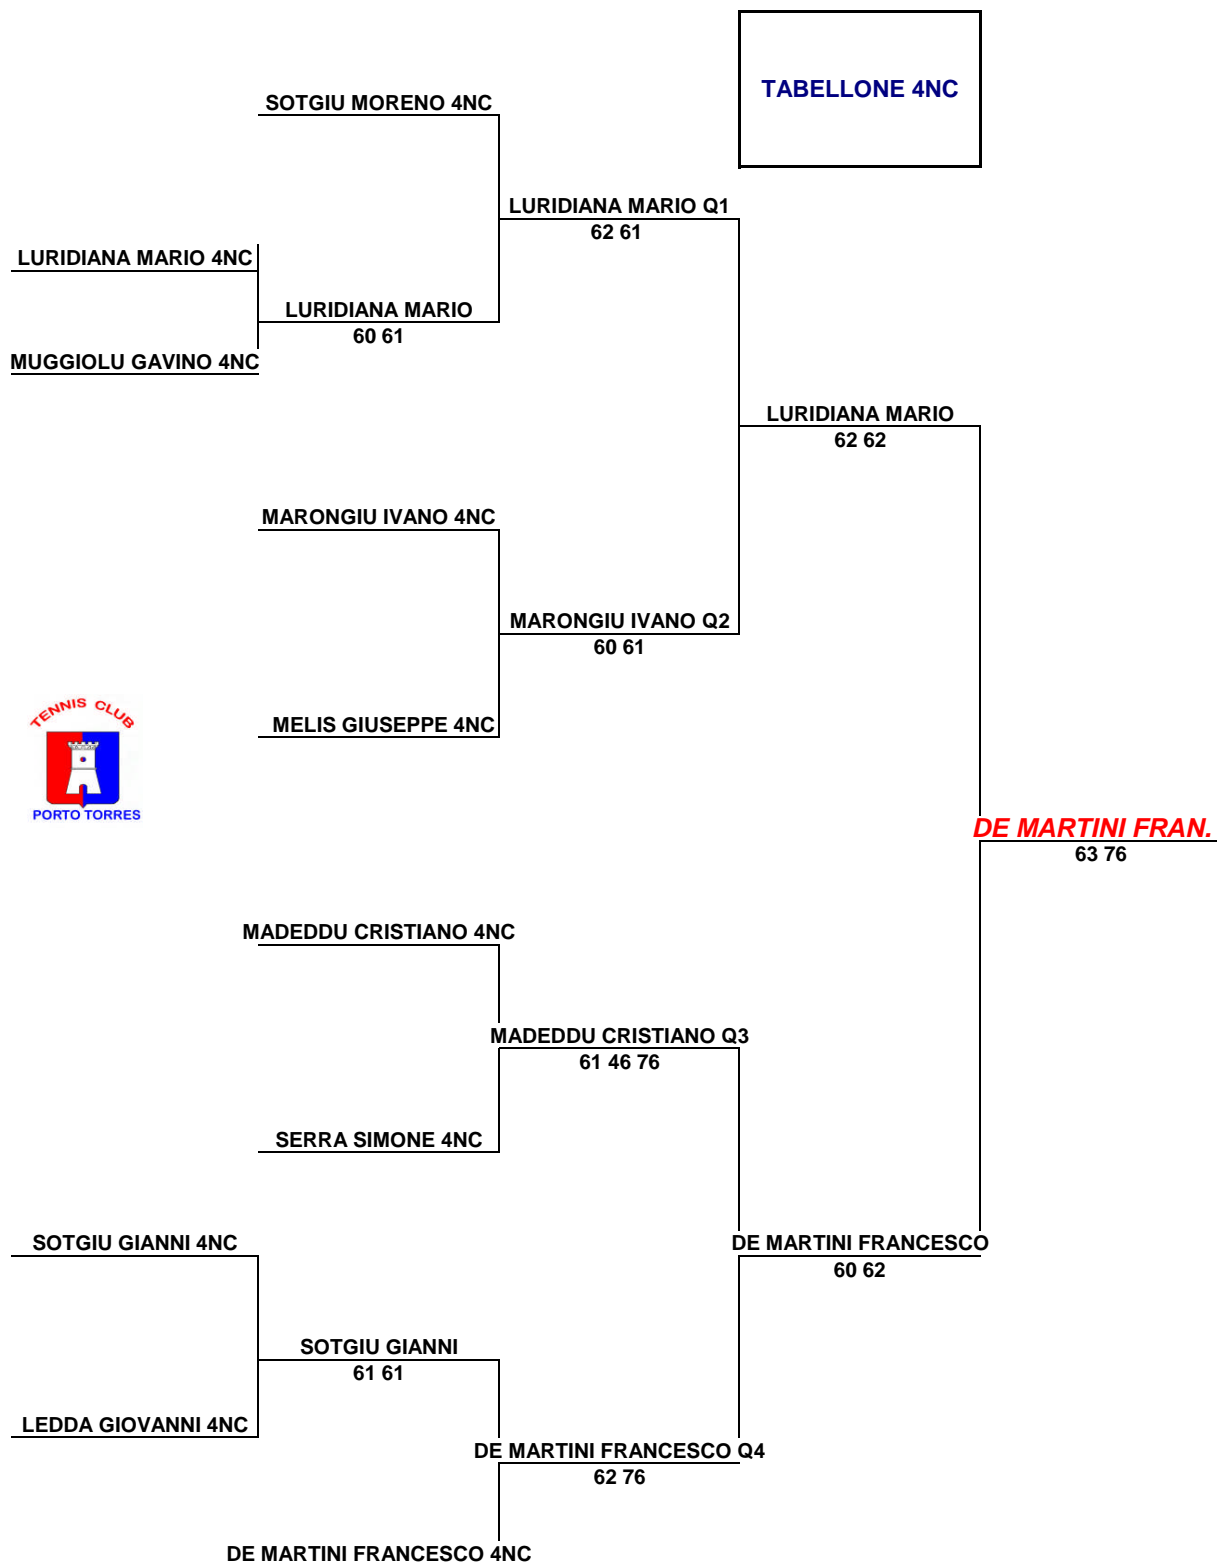 TABELLONE 4NC
SOTGIU MORENO 4NC
LURIDIANA MARIO Q1
62 61
LURIDIANA MARIO 4NC
LURIDIANA MARIO
60 61
MUGGIOLU GAVINO 4NC
LURIDIANA MARIO
62 62
MARONGIU IVANO 4NC
MARONGIU IVANO Q2
60 61
TENNIS CLUB
MELIS GIUSEPPE 4NC
PORTO TORRES
DE MARTINI FRAN.
63 76
MADEDDU CRISTIANO 4NC
MADEDDU CRISTIANO Q3
61 46 76
SERRA SIMONE 4NC
SOTGIU GIANNI 4NC
DE MARTINI FRANCESCO
60 62
SOTGIU GIANNI
61 61
LEDDA GIOVANNI 4NC
DE MARTINI FRANCESCO Q4
62 76
DE MARTINI FRANCESCO 4NC